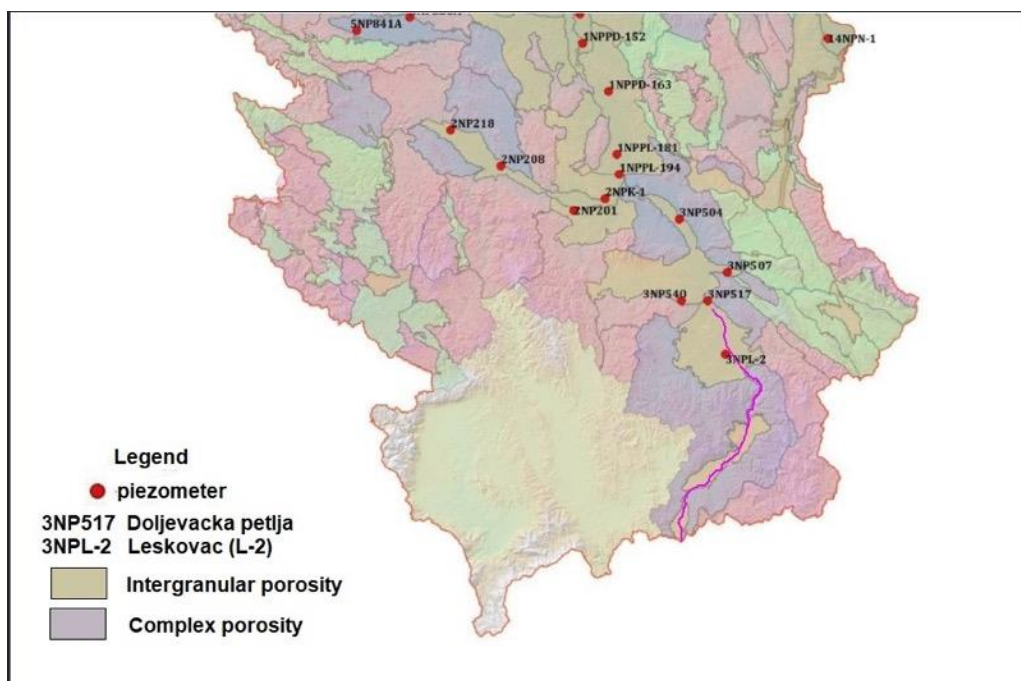 5NP841A
1NPPD-152
14NPN-1
1NPPD-163
2NP218
1NPPL-181
2NP208
1NPPL-194
2NPK-1
2NP201
3NP504
3NP507
3NP540
3NP517
3NPL-2
Legend
piezometer
3NP517 Doljevacka petlja
3NPL-2 Leskovac (L-2)
Intergranular porosity
Complex porosity